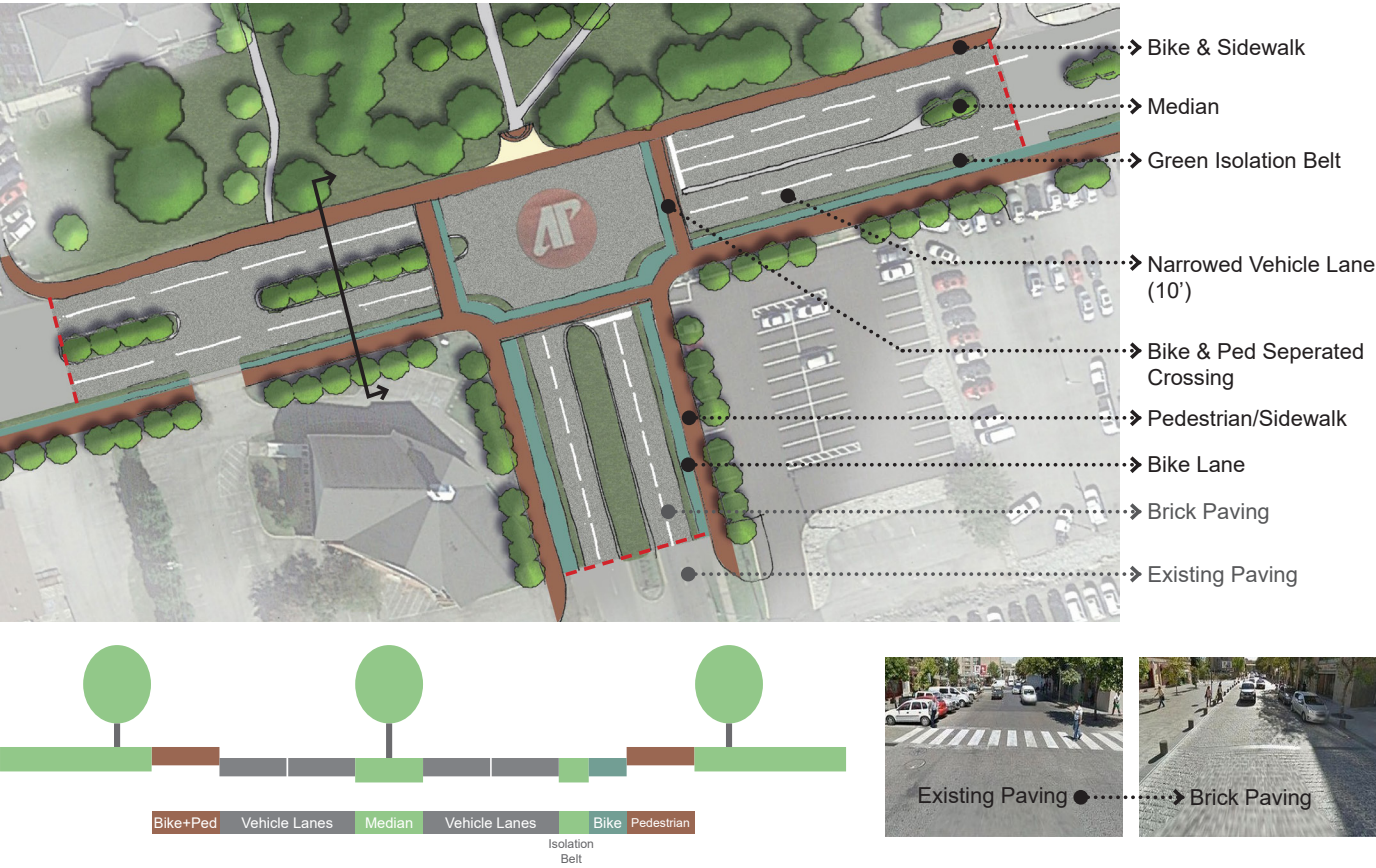 Bike & Sidewalk
Median
Green Isolation Belt
Narrowed Vehicle Lane
(10’)
Bike & Ped Seperated
Crossing
Pedestrian/Sidewalk
Bike Lane
Brick Paving
Existing Paving
AP
Bike+Ped
Vehicle Lanes
Median
Vehicle Lanes
Isolation
Belt
Bike
Pedestrian
Existing Paving
Brick Paving